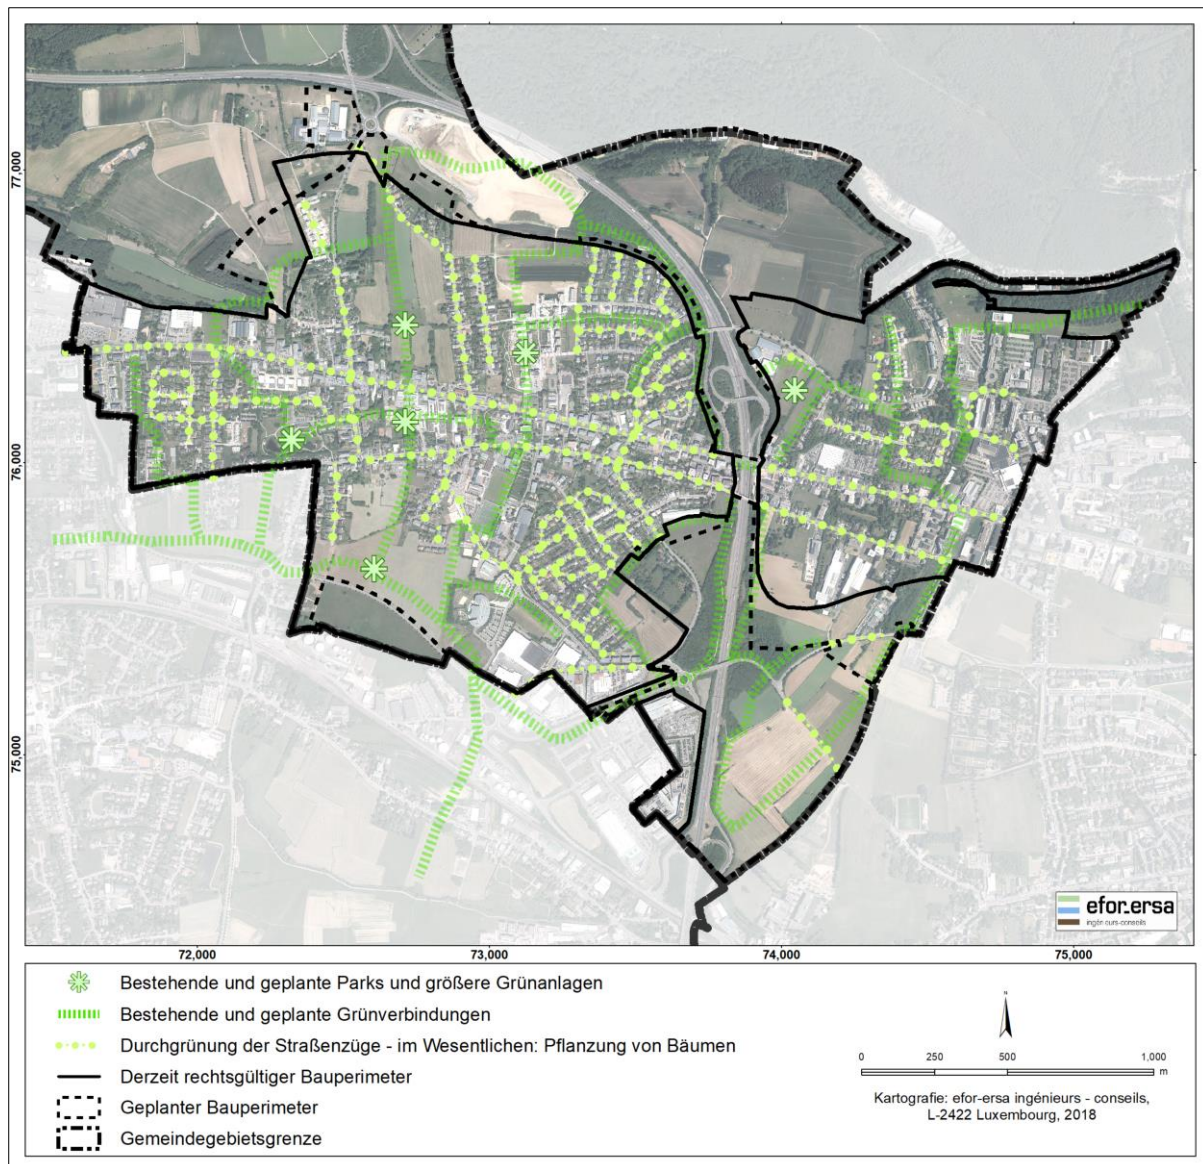 77,000
76,000
75,000
72,000
73,000
74,000
75,000
efor-ersa
ingénieurs-conseils
Bestehende und geplante Parks und größere Grünanlagen
Bestehende und geplante Grünverbindungen
Durchgrünung der Straßenzüge - im Wesentlichen: Pflanzung von Bäumen
Derzeit rechtsgültiger Bauperimeter
Geplanter Bauperimeter
Gemeindegebietsgrenze
N
0 250 500 1,000
m
Kartografie: efor-ersa ingénieurs - conseils,
L-2422 Luxembourg, 2018